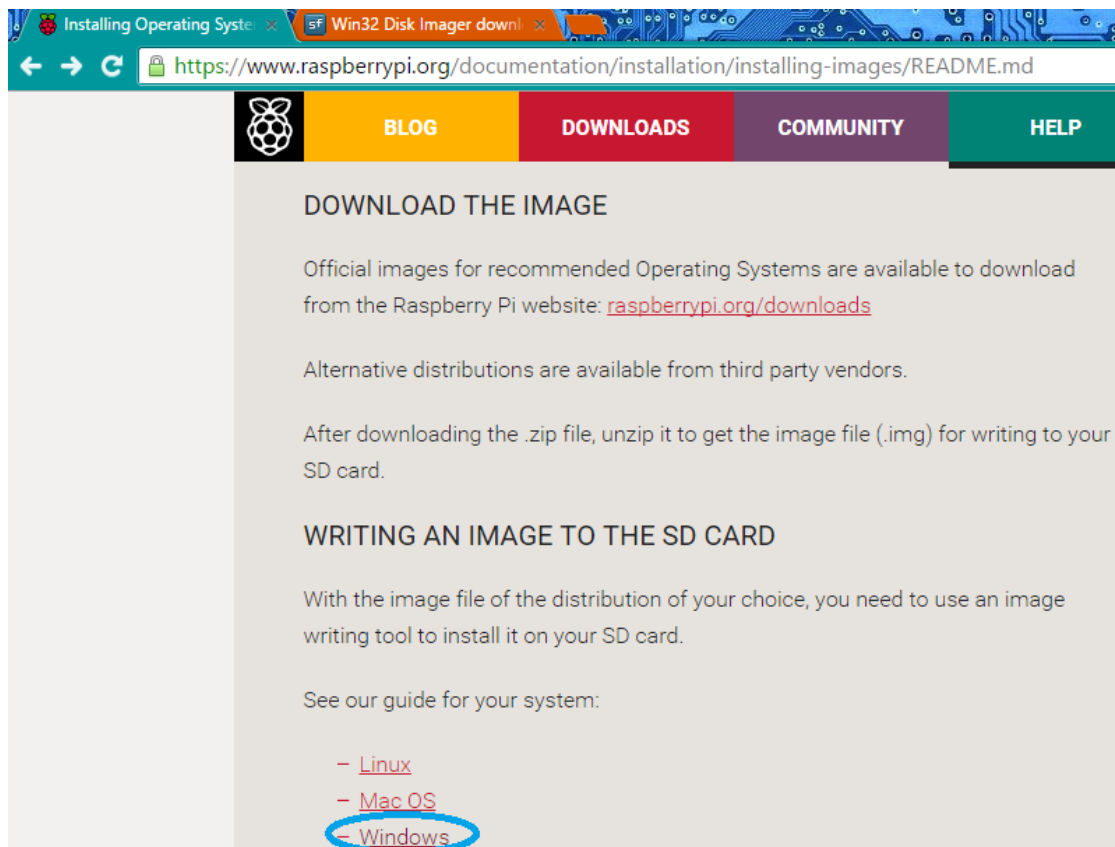 Installing Operating Syste
sf Win32 Disk Imager downl
https://www.raspberrypi.org/documentation/installation/installing-images/README.md
BLOG DOWNLOADS COMMUNITY HELP
DOWNLOAD THE IMAGE
Official images for recommended Operating Systems are available to download
from the Raspberry Pi website: raspberrypi.org/downloads
Alternative distributions are available from third party vendors.
After downloading the .zip file, unzip it to get the image file (.img) for writing to your
SD card.
WRITING AN IMAGE TO THE SD CARD
With the image file of the distribution of your choice, you need to use an image
writing tool to install it on your SD card.
See our guide for your system:
– Linux
– Mac OS
– Windows